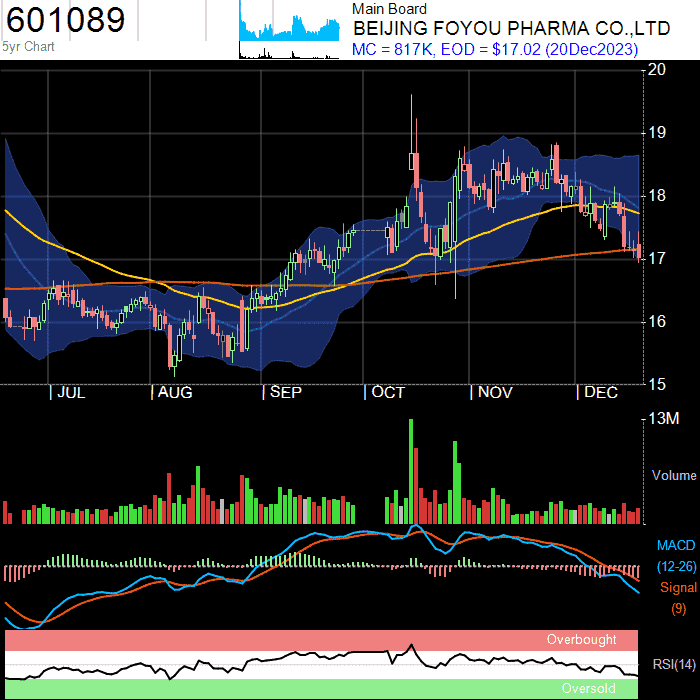 601089
5yr Chart
Main Board
BEIJING FOYOU PHARMA CO.,LTD
MC = 817K, EOD = $17.02 (20Dec2023)
20
19
18
17
16
15
| JUL
| AUG
| SEP
| OCT
| NOV
| DEC
13M
Volume
MACD
(12-26)
Signal
(9)
Overbought
RSI(14)
Oversold